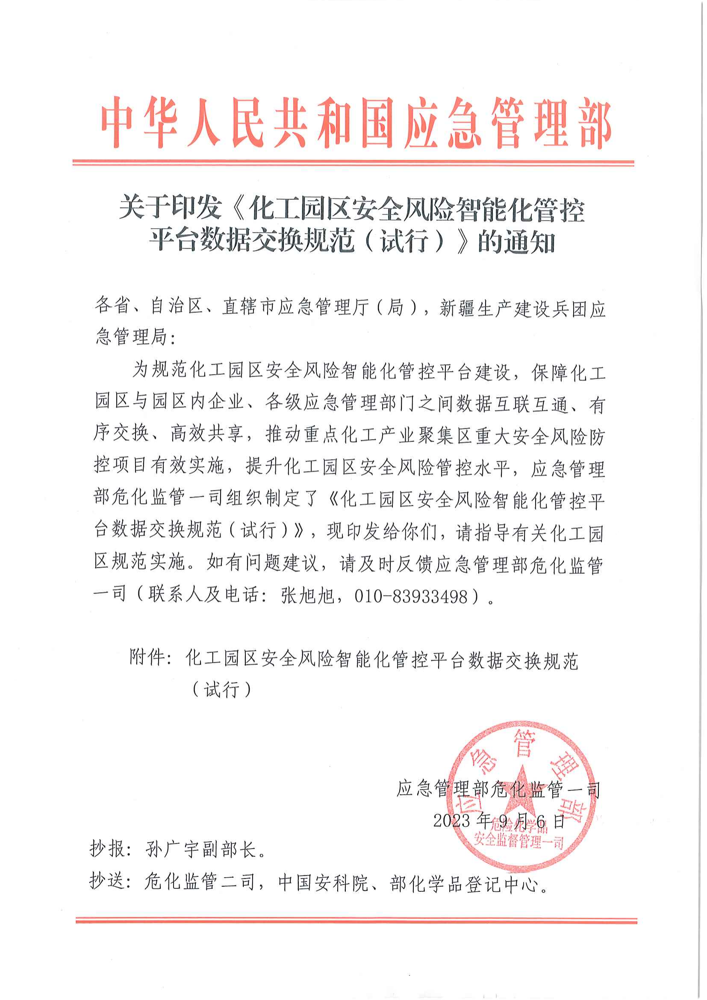 中华人民共和国应急管理部
关于印发《化工园区安全风险智能化管控
平台数据交换规范（试行）》的通知
各省、自治区、直辖市应急管理厅（局），新疆生产建设兵团应
急管理局：
为规范化工园区安全风险智能化管控平台建设，保障化工
园区与园区内企业、各级应急管理部门之间数据互联互通、有
序交换、高效共享，推动重点化工产业聚集区重大安全风险防
控项目有效实施，提升化工园区安全风险管控水平，应急管理
部危化监管一司组织制定了《化工园区安全风险智能化管控平
台数据交换规范（试行）》，现印发给你们，请指导有关化工园
区规范实施。如有问题建议，请及时反馈应急管理部危化监管
一司（联系人及电话：张旭旭，010-83933498）。
附件：化工园区安全风险智能化管控平台数据交换规范
（试行）
应急管理部
应急管理部危化监管一司
2023年9月6日
危险化学品
安全监督管理一司
抄报：孙广宇副部长。
抄送：危化监管二司，中国安科院、部化学品登记中心。